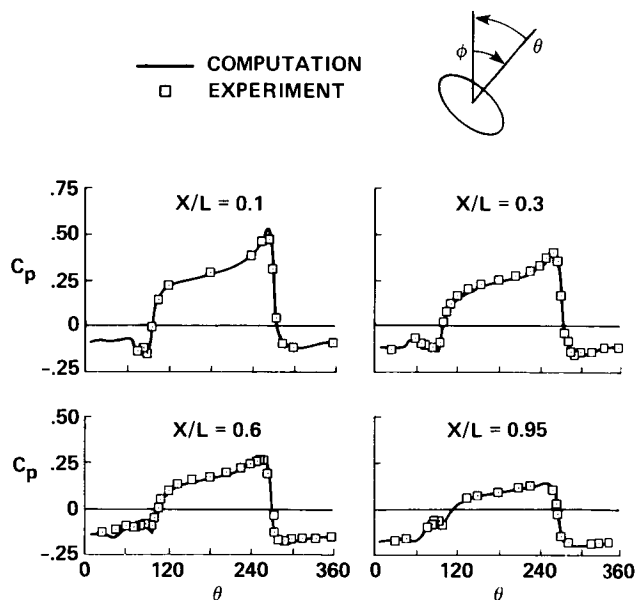 COMPUTATION
EXPERIMENT
φ
θ
.75
.50
.25
0
-.25
Cp
X/L = 0.1
X/L = 0.3
.50
.25
0
-.25
Cp
X/L = 0.6
X/L = 0.95
0
120
240
360
θ
0
120
240
360
θ